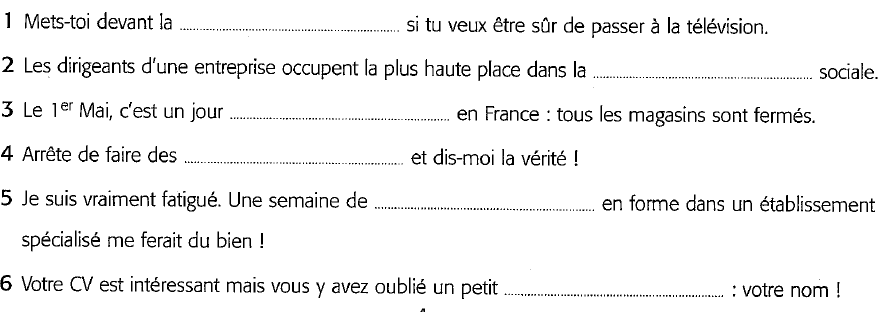 1 Mets-toi devant la ........................ si tu veux être sûr de passer à la télévision.
2 Les dirigeants d'une entreprise occupent la plus haute place dans la ........................ sociale.
3 Le 1er Mai, c'est un jour ........................ en France : tous les magasins sont fermés.
4 Arrête de faire des ........................ et dis-moi la vérité !
5 Je suis vraiment fatigué. Une semaine de ........................ en forme dans un établissement
spécialisé me ferait du bien !
6 Votre CV est intéressant mais vous y avez oublié un petit ........................ : votre nom !